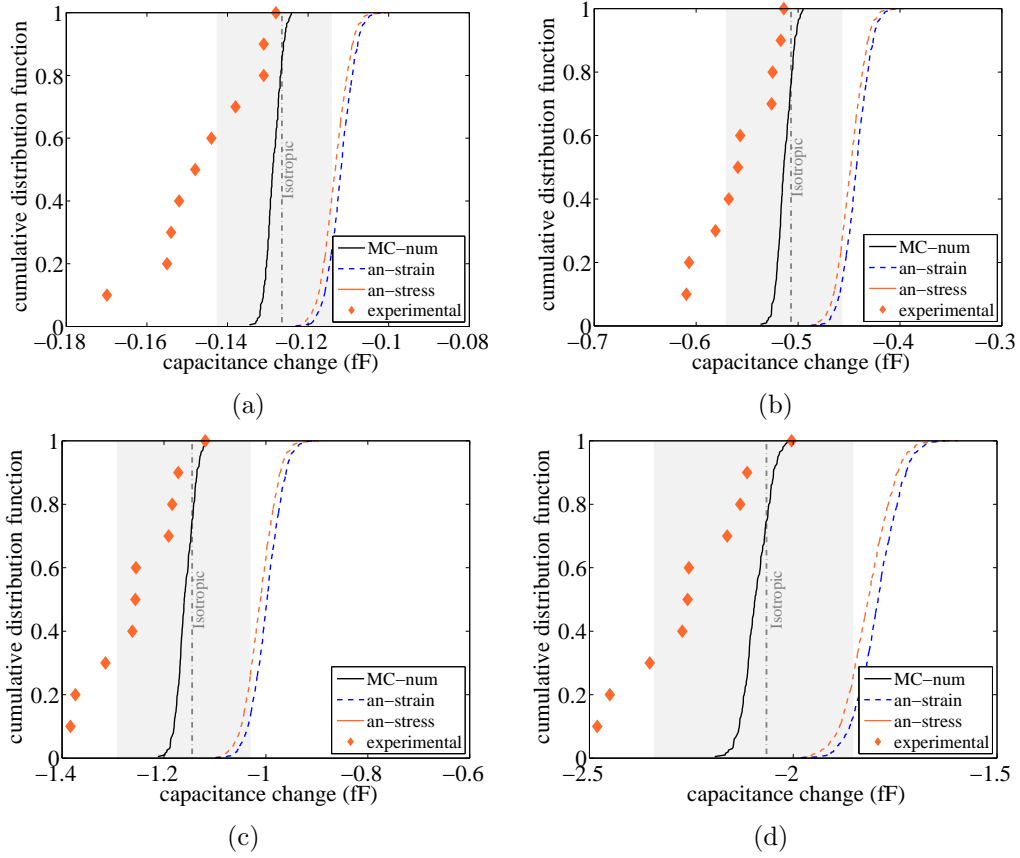 cumulative distribution function
1
0.8
0.6
0.4
0.2
0
Isotropic
MC−num
an−strain
an−stress
experimental
−0.18 −0.16 −0.14 −0.12 −0.1 −0.08
capacitance change (fF)
(a)
cumulative distribution function
1
0.8
0.6
0.4
0.2
0
Isotropic
MC−num
an−strain
an−stress
experimental
−0.7 −0.6 −0.5 −0.4 −0.3
capacitance change (fF)
(b)
cumulative distribution function
1
0.8
0.6
0.4
0.2
0
Isotropic
MC−num
an−strain
an−stress
experimental
−1.4 −1.2 −1 −0.8 −0.6
capacitance change (fF)
(c)
cumulative distribution function
1
0.8
0.6
0.4
0.2
0
Isotropic
MC−num
an−strain
an−stress
experimental
−2.5 −2 −1.5
capacitance change (fF)
(d)